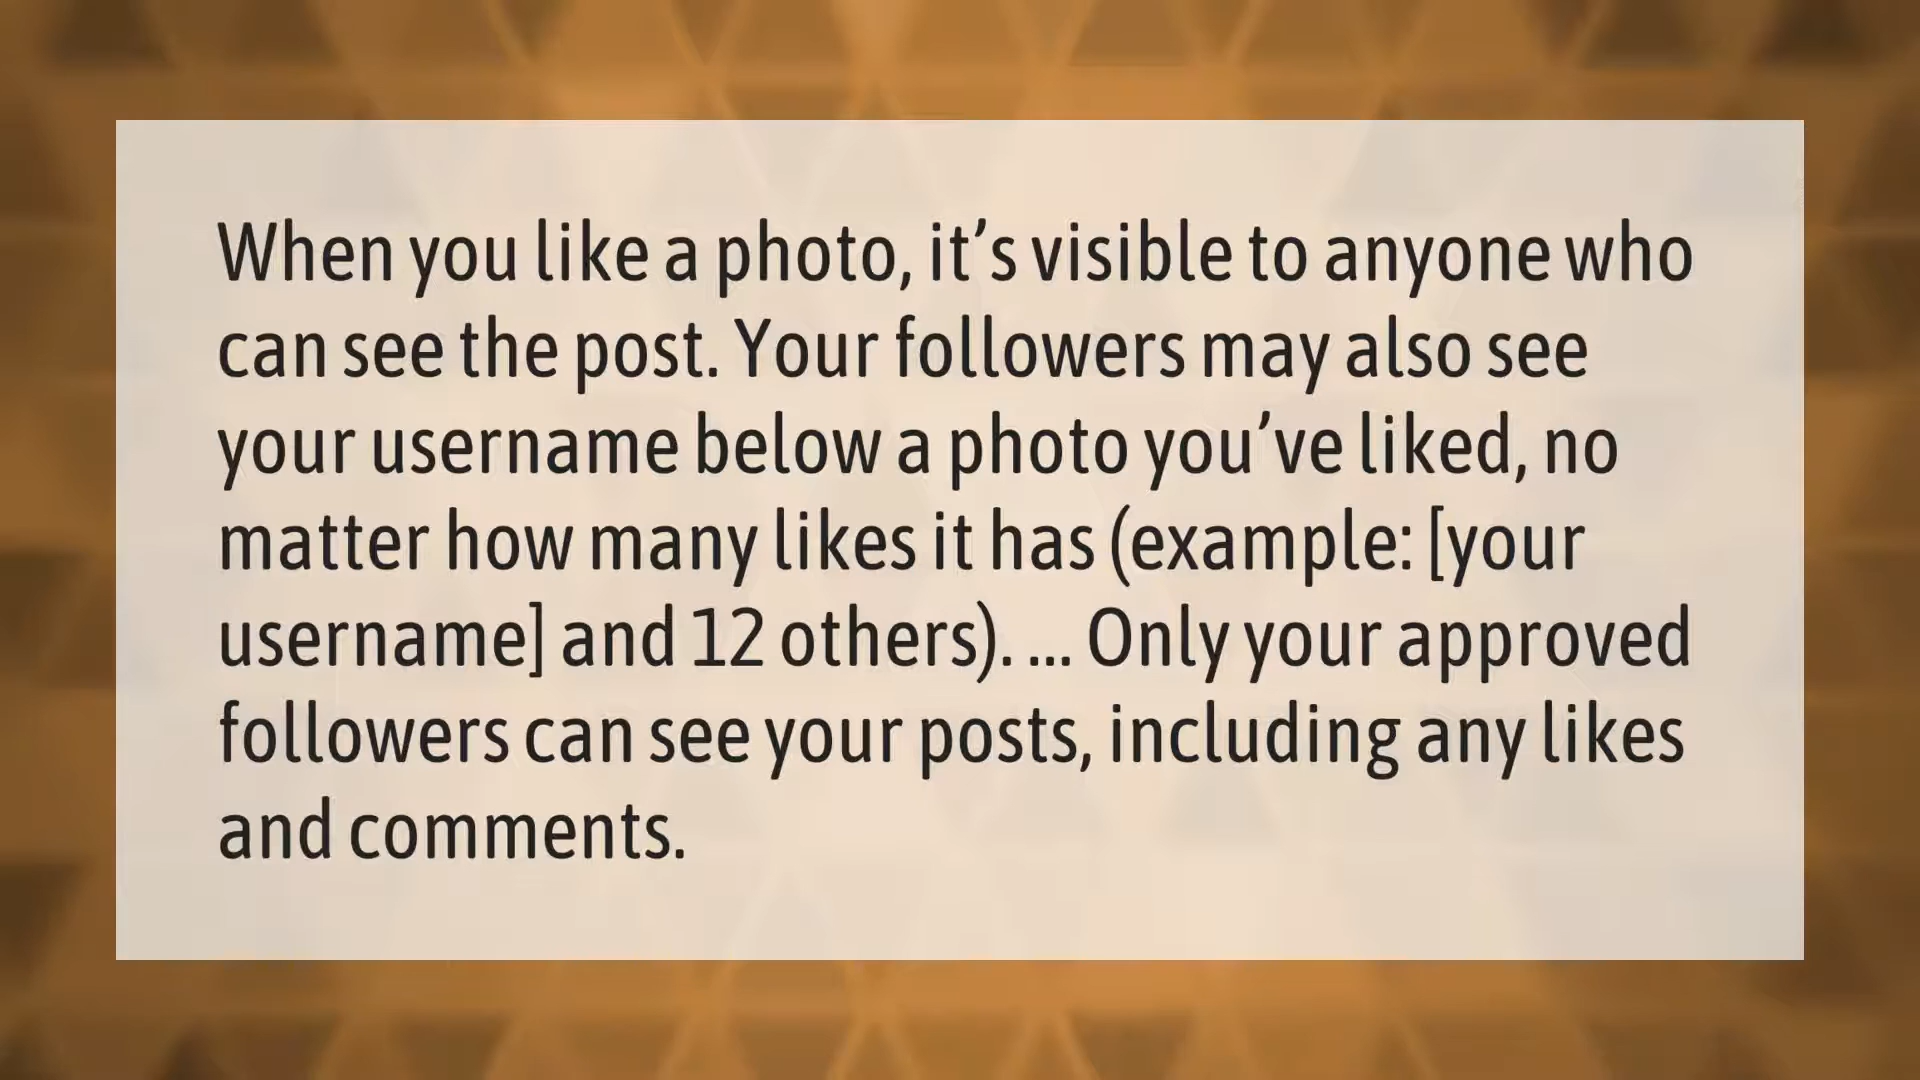 When you like a photo, it’s visible to anyone who
can see the post. Your followers may also see
your username below a photo you’ve liked, no
matter how many likes it has (example: [your
username] and 12 others). ... Only your approved
followers can see your posts, including any likes
and comments.